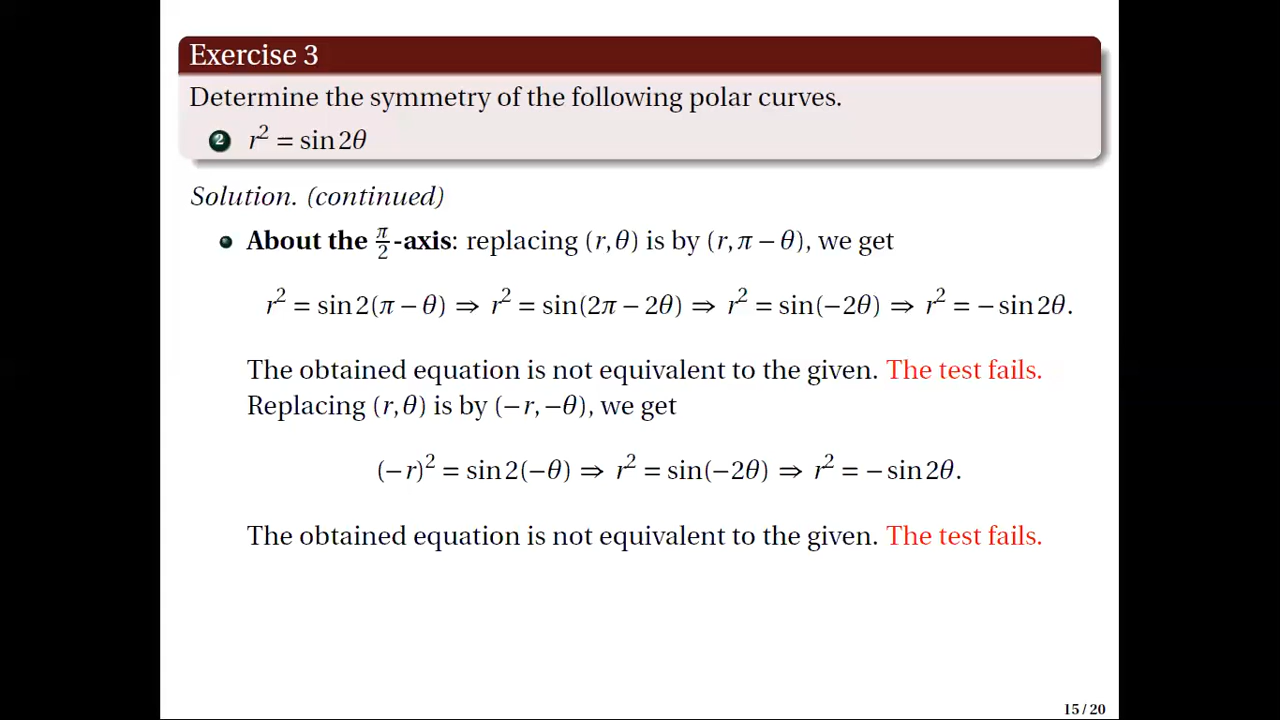 Exercise 3
Determine the symmetry of the following polar curves.
2 r² = sin 2θ
Solution. (continued)
About the π/2-axis: replacing (r, θ) is by (r, π − θ), we get
r² = sin 2(π − θ) ⇒ r² = sin(2π − 2θ) ⇒ r² = sin(−2θ) ⇒ r² = − sin 2θ.
The obtained equation is not equivalent to the given. The test fails.
Replacing (r, θ) is by (−r, −θ), we get
(−r)² = sin 2(−θ) ⇒ r² = sin(−2θ) ⇒ r² = − sin 2θ.
The obtained equation is not equivalent to the given. The test fails.
15 / 20